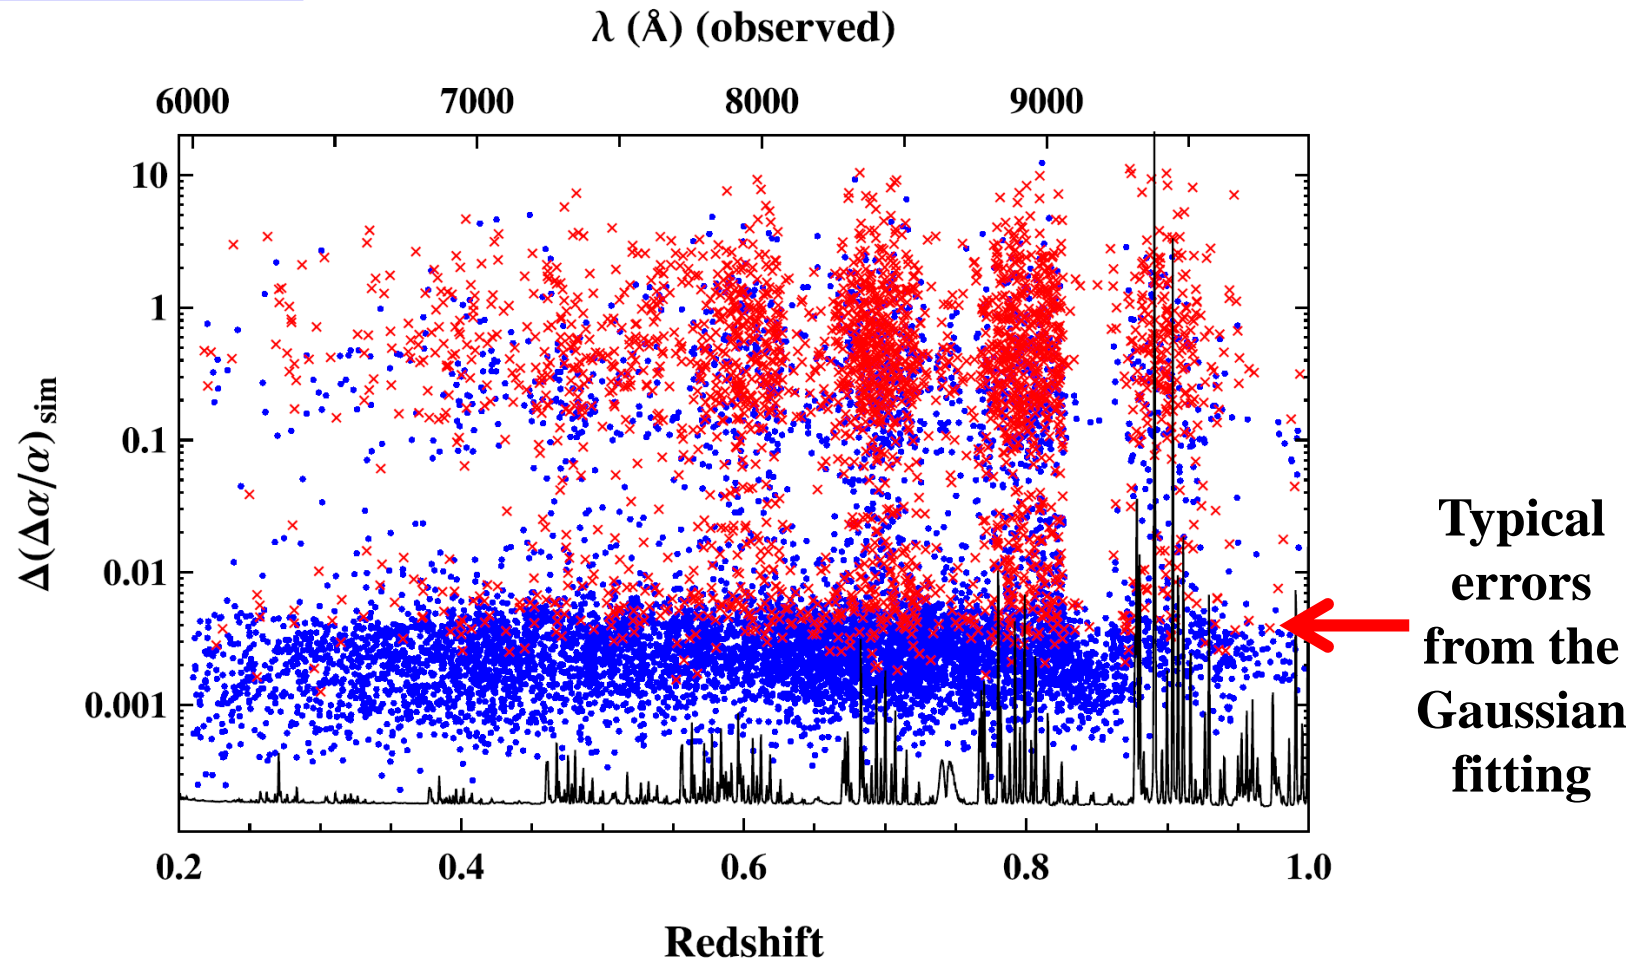 λ (Å) (observed)
6000 7000 8000 9000
10
1
0.1
0.01
0.001
Δ(Δα/α)sim
0.2 0.4 0.6 0.8 1.0
Redshift
Typical
errors
from the
Gaussian
fitting